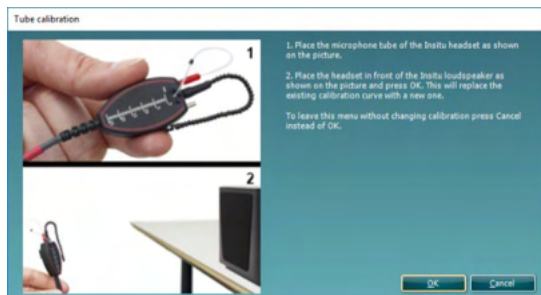 Tube calibration
1
1. Place the microphone tube of the Insitu headset as shown
on the picture.
2. Place the headset in front of the Insitu loudspeaker as
shown on the picture and press OK. This will replace the
existing calibration curve with a new one.
To leave this menu without changing calibration press Cancel
instead of OK.
2
OK
Cancel